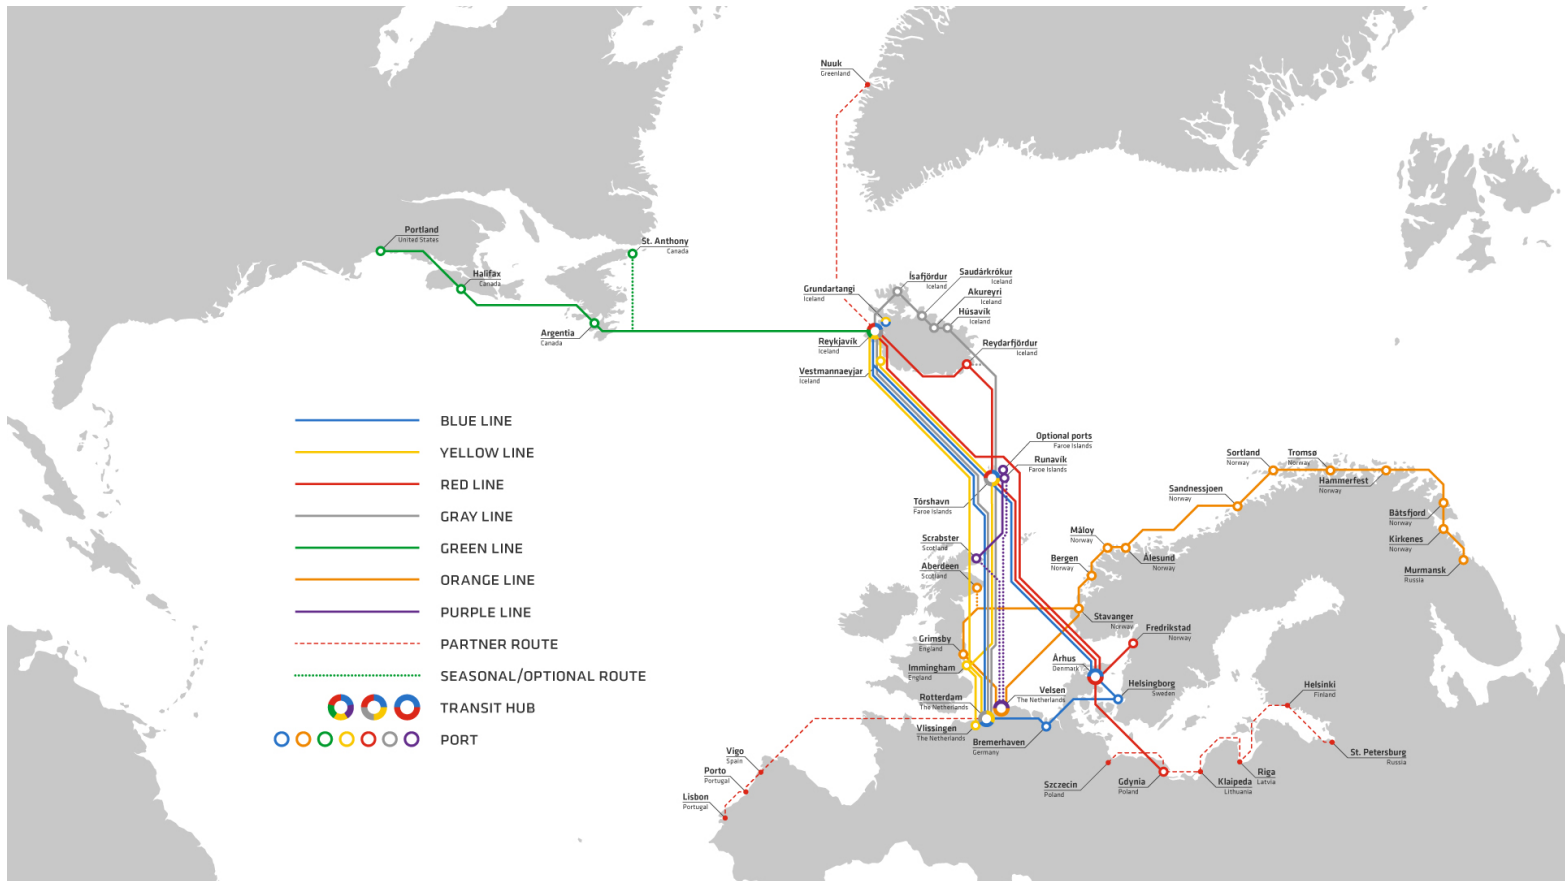 Nuuk
Greenland
Portland
United States
St. Anthony
Canada
Halifax
Canada
Argentia
Canada
Grundartangi
Iceland
Ísafjördur
Iceland
Saudárkrókur
Iceland
Akureyri
Iceland
Húsavík
Iceland
Reykjavík
Iceland
Reydarfjördur
Iceland
Vestmannaeyjar
Iceland
Optional ports
Faroe Islands
Runavík
Faroe Islands
Tórshavn
Faroe Islands
Scrabster
Scotland
Aberdeen
Scotland
Grimsby
England
Immingham
England
Rotterdam
The Netherlands
Velsen
The Netherlands
Vlissingen
The Netherlands
Bremerhaven
Germany
Århus
Denmark
Helsingborg
Sweden
Fredrikstad
Norway
Stavanger
Norway
Bergen
Norway
Måloy
Norway
Ålesund
Norway
Sandnessjoen
Norway
Sortland
Norway
Tromsø
Norway
Hammerfest
Norway
Båtsfjord
Norway
Kirkenes
Norway
Murmansk
Russia
Helsinki
Finland
St. Petersburg
Russia
Riga
Latvia
Klaipeda
Lithuania
Gdynia
Poland
Szczecin
Poland
Vigo
Spain
Porto
Portugal
Lisbon
Portugal
BLUE LINE
YELLOW LINE
RED LINE
GRAY LINE
GREEN LINE
ORANGE LINE
PURPLE LINE
PARTNER ROUTE
SEASONAL/OPTIONAL ROUTE
TRANSIT HUB
PORT